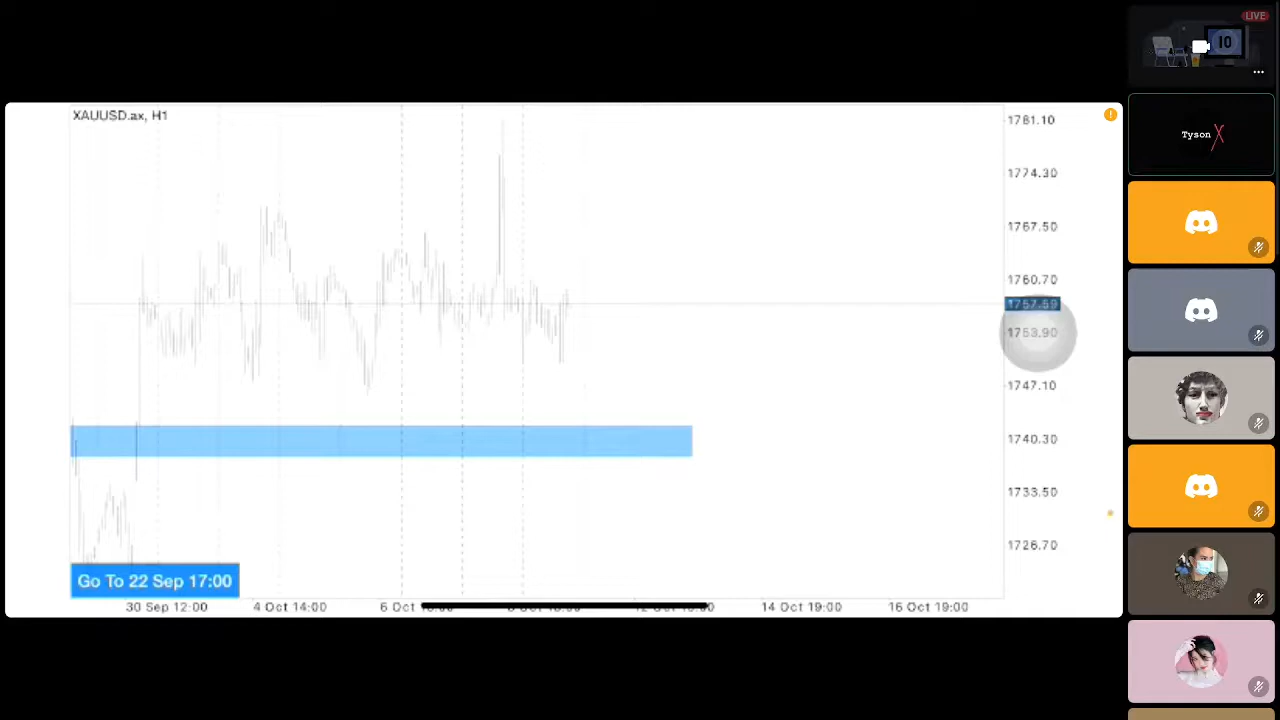 LIVE
10
XAUUSD.ax, H1
1781.10
1774.30
Tyson X
1767.50
1760.70
1757.59
1753.90
1747.10
1740.30
1733.50
1726.70
Go To 22 Sep 17:00
30 Sep 12:00
4 Oct 14:00
6 Oct
14 Oct 19:00
16 Oct 19:00